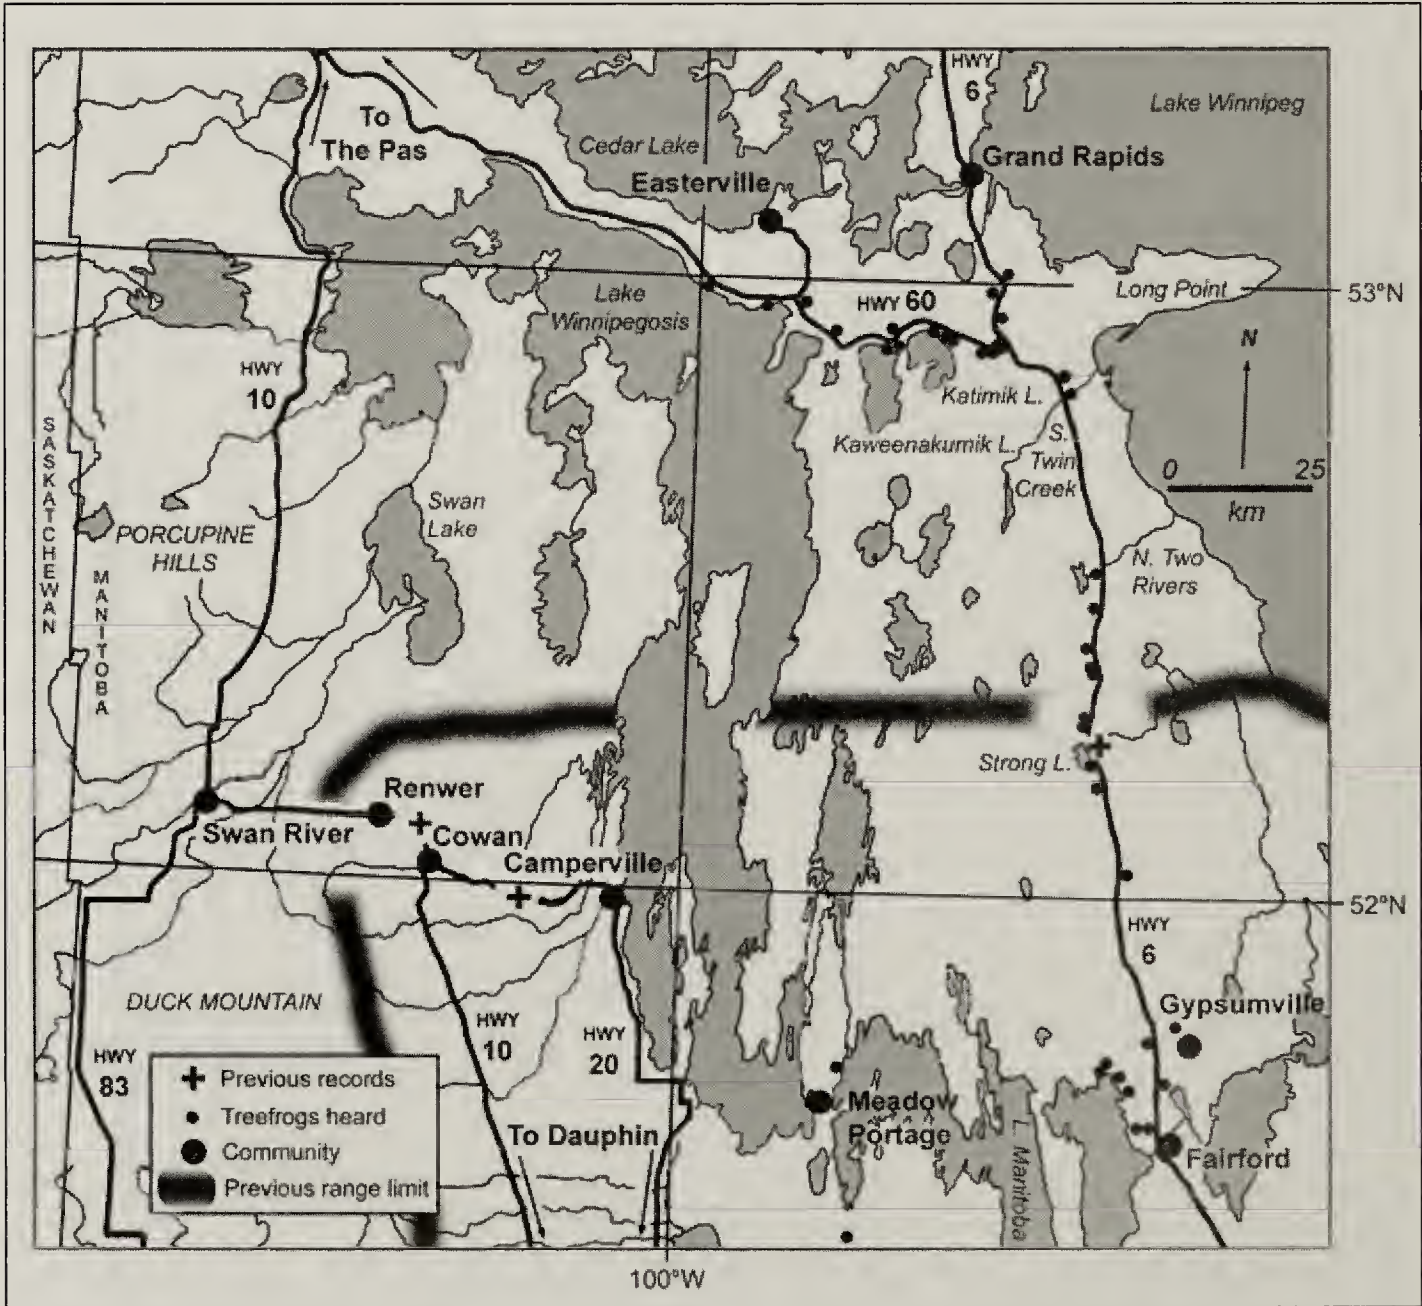 HWY
6
Lake Winnipeg
To
The Pas
Cedar Lake
Grand Rapids
Easterville
Lake
Winnipegosis
HWY 60
Long Point
53°N
N
HWY
10
Katimik L.
Kaweenakumik L.
S.
Twin
Creek
0 25
km
SASKATCHEWAN
MANITOBA
Swan
Lake
PORCUPINE
HILLS
N. Two
Rivers
Strong L.
Renwer
Swan River
Cowan
Camperville
52°N
HWY
6
DUCK MOUNTAIN
Gypsumville
HWY
10
HWY
20
HWY
83
Previous records
Treefrogs heard
Community
Previous range limit
Meadow
Portage
To Dauphin
L. Manitoba
Fairford
100°W